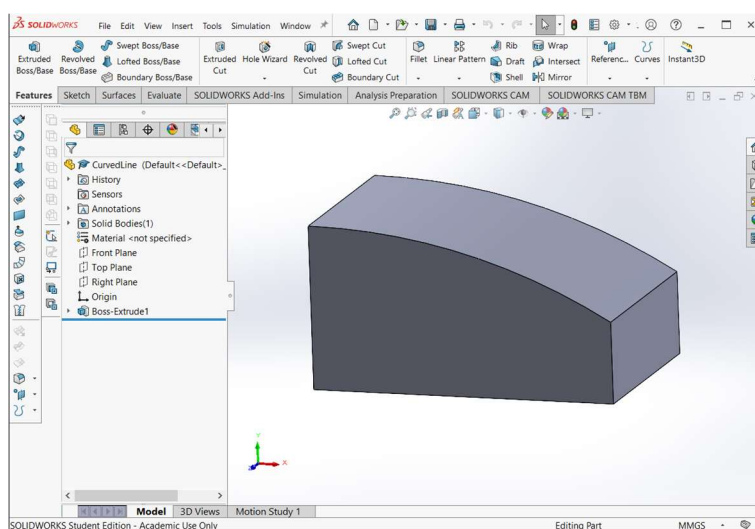 SOLIDWORKS File Edit View Insert Tools Simulation Window
Extruded Boss/Base
Revolved Boss/Base
Swept Boss/Base
Lofted Boss/Base
Boundary Boss/Base
Extruded Cut
Hole Wizard
Revolved Cut
Swept Cut
Lofted Cut
Boundary Cut
Fillet
Linear Pattern
Rib
Draft
Shell
Wrap
Intersect
Mirror
Referenc...
Curves
Instant3D
Features Sketch Surfaces Evaluate SOLIDWORKS Add-Ins Simulation Analysis Preparation SOLIDWORKS CAM SOLIDWORKS CAM TBM
CurvedLine (Default<<Default>_
History
Sensors
Annotations
Solid Bodies(1)
Material <not specified>
Front Plane
Top Plane
Right Plane
Origin
Boss-Extrude1
Y
X
Model 3D Views Motion Study 1
SOLIDWORKS Student Edition - Academic Use Only Editing Part MMGS